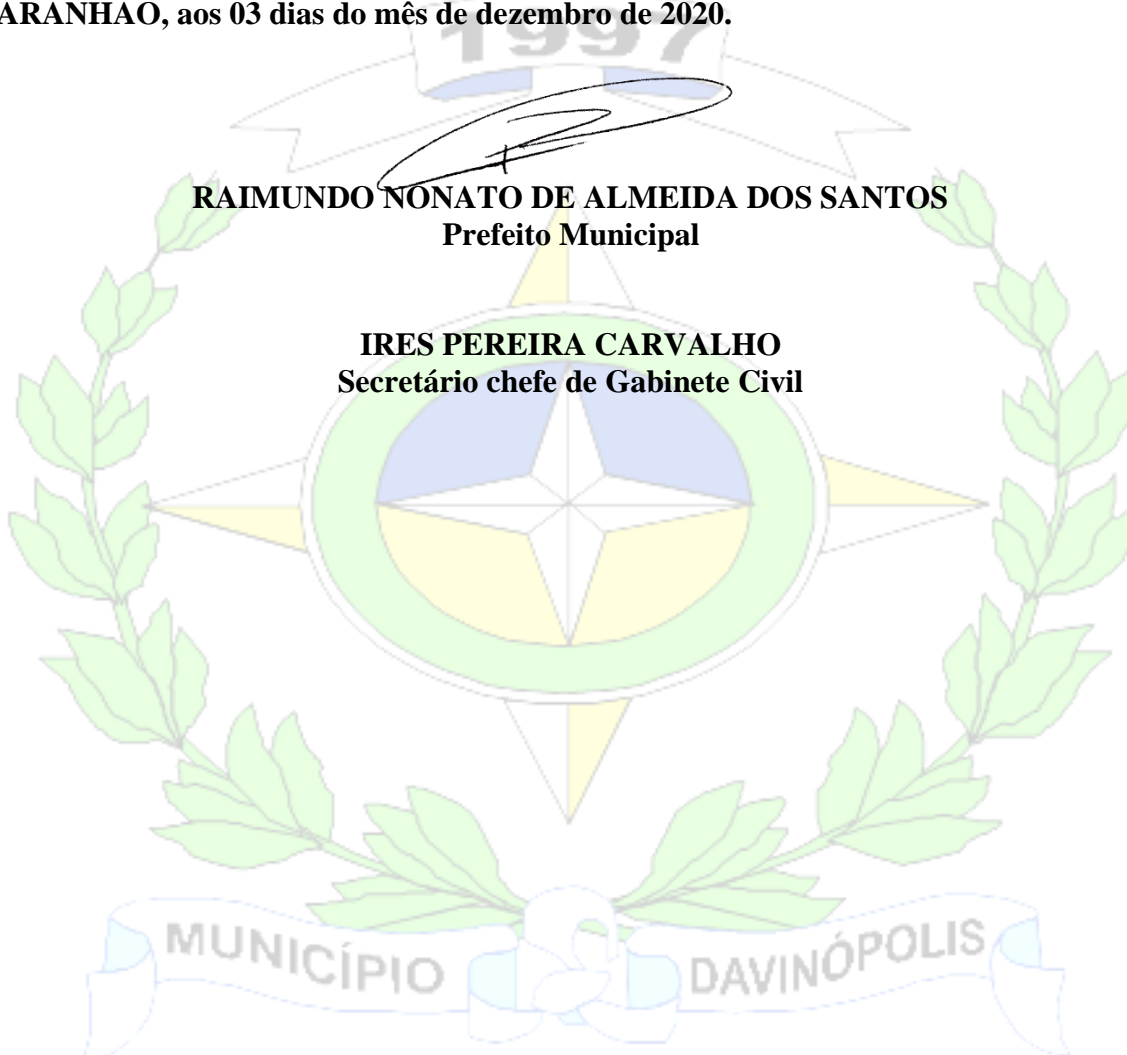 ARANHÃO, aos 03 dias do mês de dezembro de 2020.
1997
RAIMUNDO NONATO DE ALMEIDA DOS SANTOS
Prefeito Municipal
IRES PEREIRA CARVALHO
Secretário chefe de Gabinete Civil
MUNICÍPIO DAVINÓPOLIS